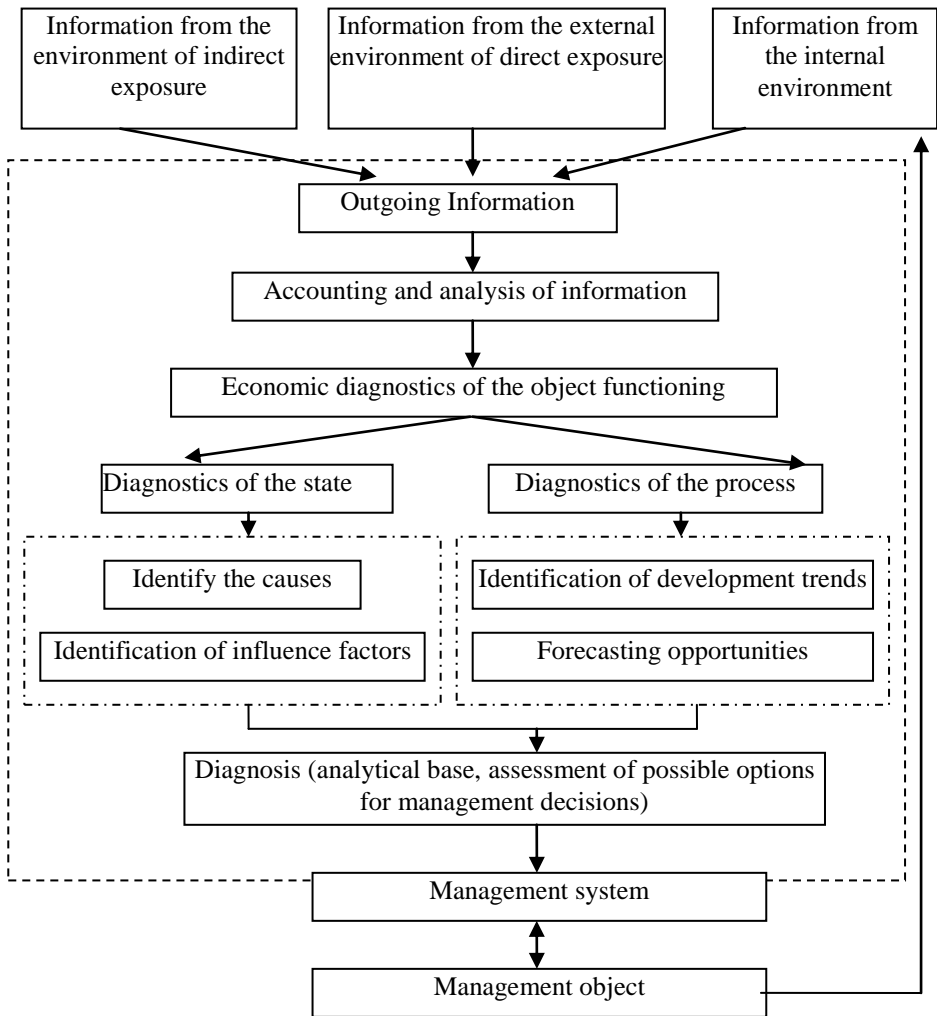 Information from the
environment of indirect
exposure
Information from the external
environment of direct exposure
Information from
the internal
environment
Outgoing Information
Accounting and analysis of information
Economic diagnostics of the object functioning
Diagnostics of the state
Diagnostics of the process
Identify the causes
Identification of influence factors
Identification of development trends
Forecasting opportunities
Diagnosis (analytical base, assessment of possible options
for management decisions)
Management system
Management object